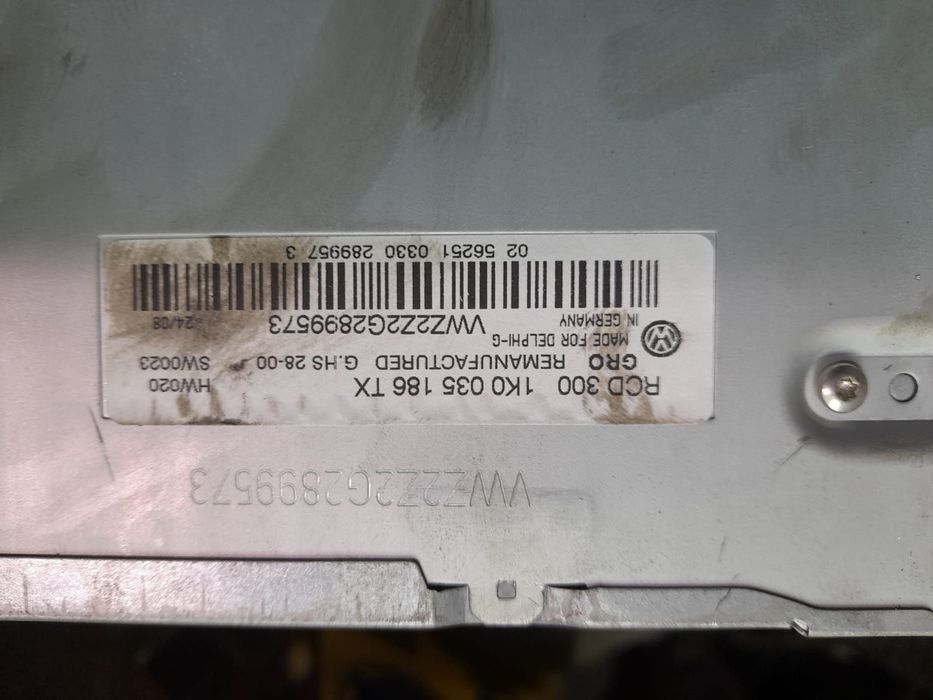 VWZ2Z2G2899573
RCD 300 1K0 035 186 TX HW020
GRO REMANUFACTURED G.HS 28-00 SW0023
MADE FOR DELPHI-G
IN GERMANY
VWZ2Z2G2899573 24/08
02 56251 0330 289957 3